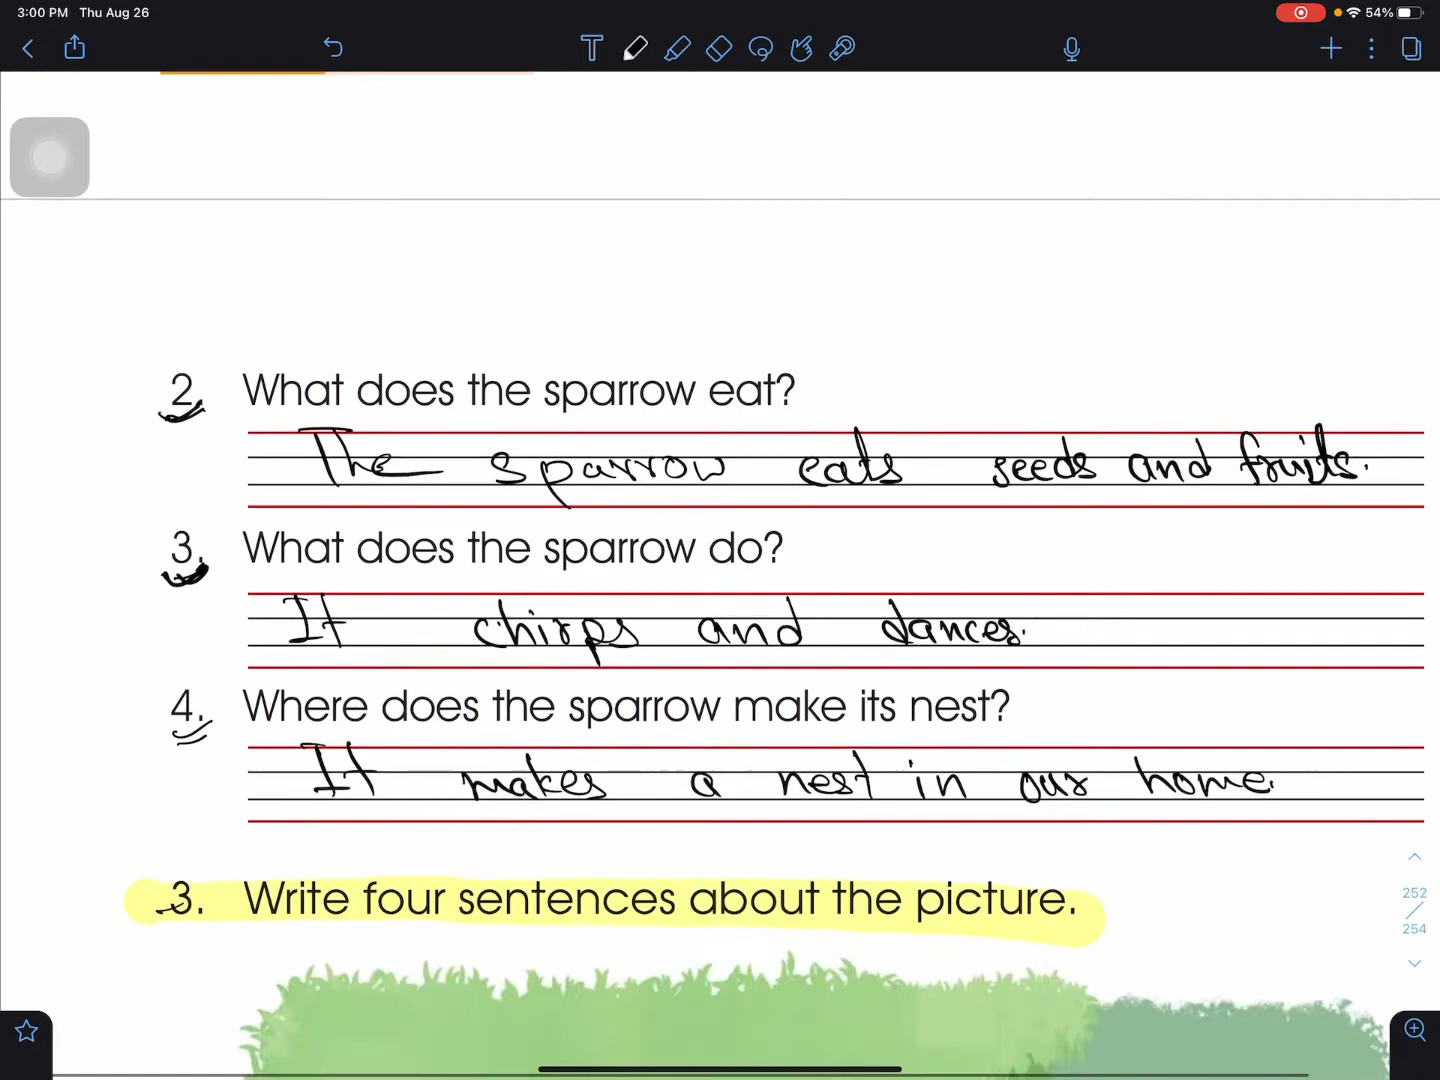 3:00 PM Thu Aug 26
54%
2. What does the sparrow eat?
The sparrow eats seeds and fruits.
3. What does the sparrow do?
It chirps and dances.
4. Where does the sparrow make its nest?
It makes a nest in our home.
3. Write four sentences about the picture.
252
254